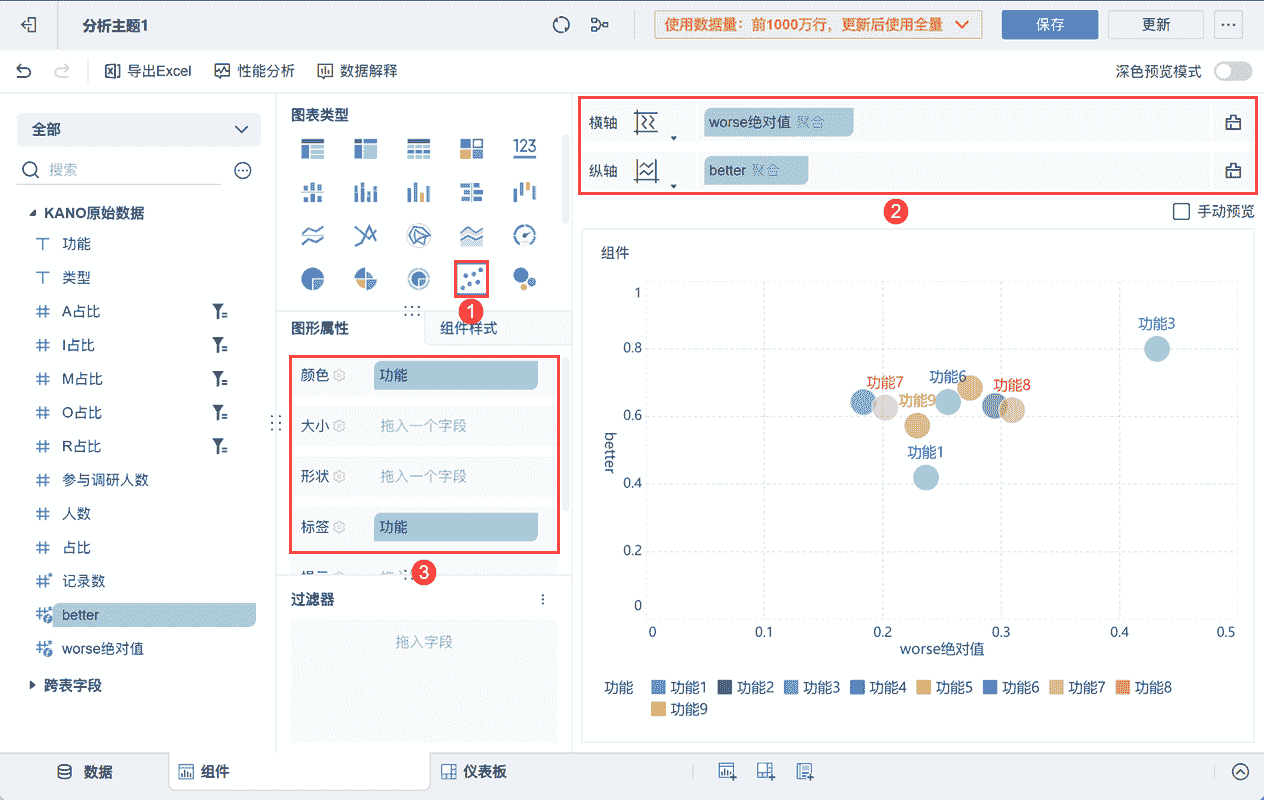 分析主题1
使用数据量：前1000万行，更新后使用全量
保存
更新
导出Excel
性能分析
数据解释
深色预览模式
全部
搜索
KANO原始数据
功能
类型
A占比
I占比
M占比
O占比
R占比
参与调研人数
人数
占比
记录数
better
worse绝对值
跨表字段
图表类型
123
1
图形属性
组件样式
颜色
功能
大小
拖入一个字段
形状
拖入一个字段
标签
功能
3
过滤器
拖入字段
横轴
worse绝对值 聚合
纵轴
better 聚合
2
手动预览
组件
1
0.8
0.6
0.4
0.2
0
better
功能3
功能7
功能6
功能8
功能9
功能1
0
0.1
0.2
0.3
0.4
0.5
worse绝对值
功能 功能1 功能2 功能3 功能4 功能5 功能6 功能7 功能8
功能9
数据
组件
仪表板